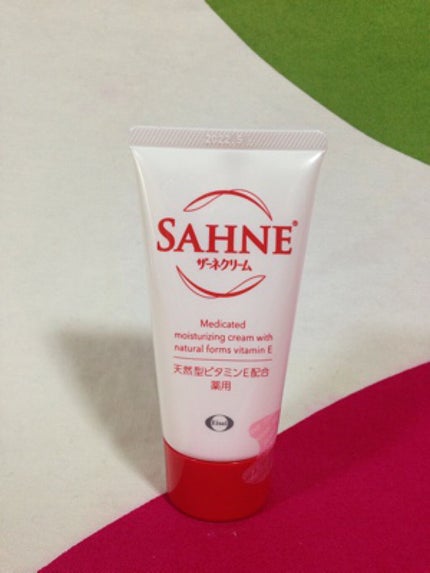 SAHNE®
ザーネクリーム
Medicated
moisturizing cream with
natural forms vitamin E
天然型ビタミンE配合
薬用
Eisai